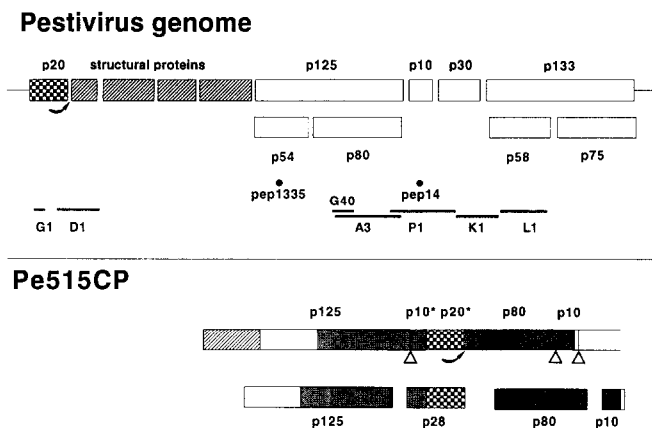 Pestivirus genome
p20 structural proteins p125 p10 p30 p133
p54 p80 p58 p75
pep1335 G40 pep14
G1 D1 A3 P1 K1 L1
Pe515CP
p125 p10* p20* p80 p10
p125 p28 p80 p10